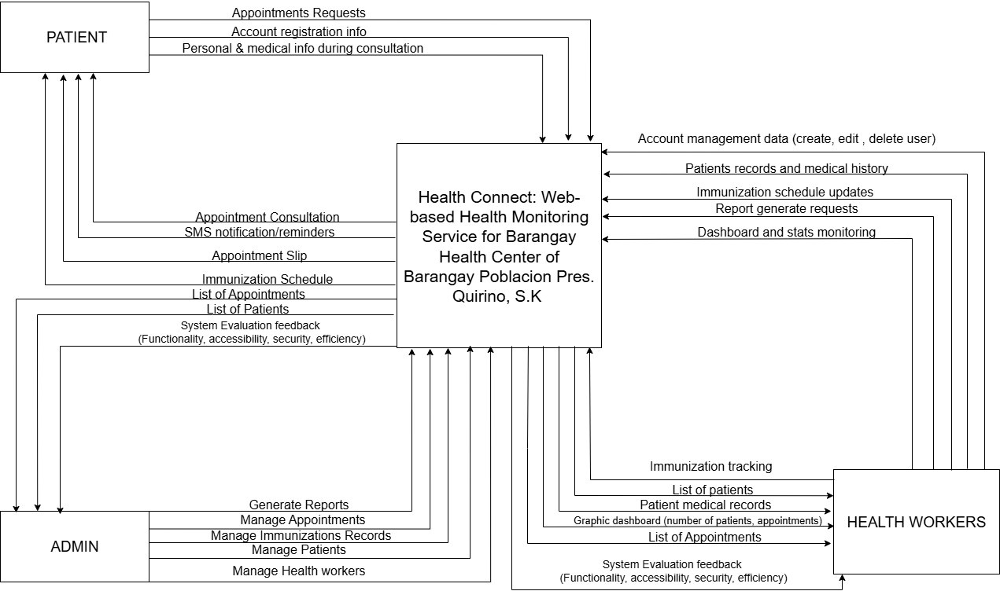 Appointments Requests
PATIENT
Account registration info
Personal & medical info during consultation
Account management data (create, edit , delete user)
Patients records and medical history
Immunization schedule updates
Report generate requests
Dashboard and stats monitoring
Health Connect: Web-
based Health Monitoring
Service for Barangay
Health Center of
Barangay Poblacion Pres.
Quirino, S.K
Appointment Consultation
SMS notification/reminders
Appointment Slip
Immunization Schedule
List of Appointments
List of Patients
System Evaluation feedback
(Functionality, accessibility, security, efficiency)
Generate Reports
Manage Appointments
Manage Immunizations Records
Manage Patients
Manage Health workers
ADMIN
Immunization tracking
List of patients
Patient medical records
Graphic dashboard (number of patients, appointments)
List of Appointments
HEALTH WORKERS
System Evaluation feedback
(Functionality, accessibility, security, efficiency)